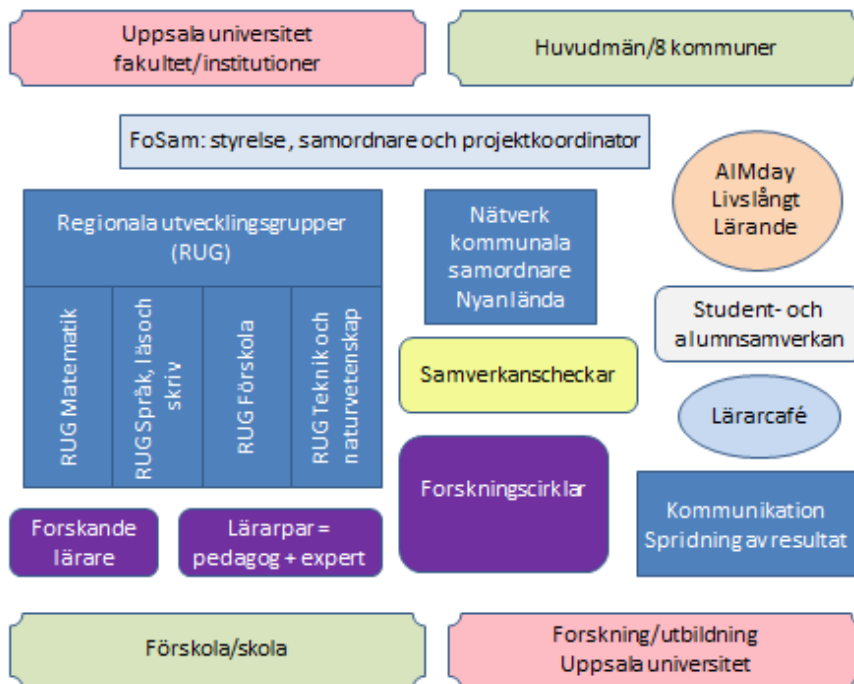 Uppsala universitet
fakultet/institutioner
Huvudmän/8 kommuner
FoSam: styrelse, samordnare och projektkoordinator
AIMday
Livslångt
Lärande
Regionala utvecklingsgrupper
(RUG)
Nätverk
kommunala
samordnare
Nyanlända
RUG Matematik
RUG Språk, läs och
skriv
RUG Förskola
RUG Teknik och
naturvetenskap
Student- och
alumnsamverkan
Samverkanscheckar
Lärarcafé
Forskningscirklar
Kommunikation
Spridning av resultat
Forskande
lärare
Lärarpar =
pedagog + expert
Förskola/skola
Forskning/utbildning
Uppsala universitet